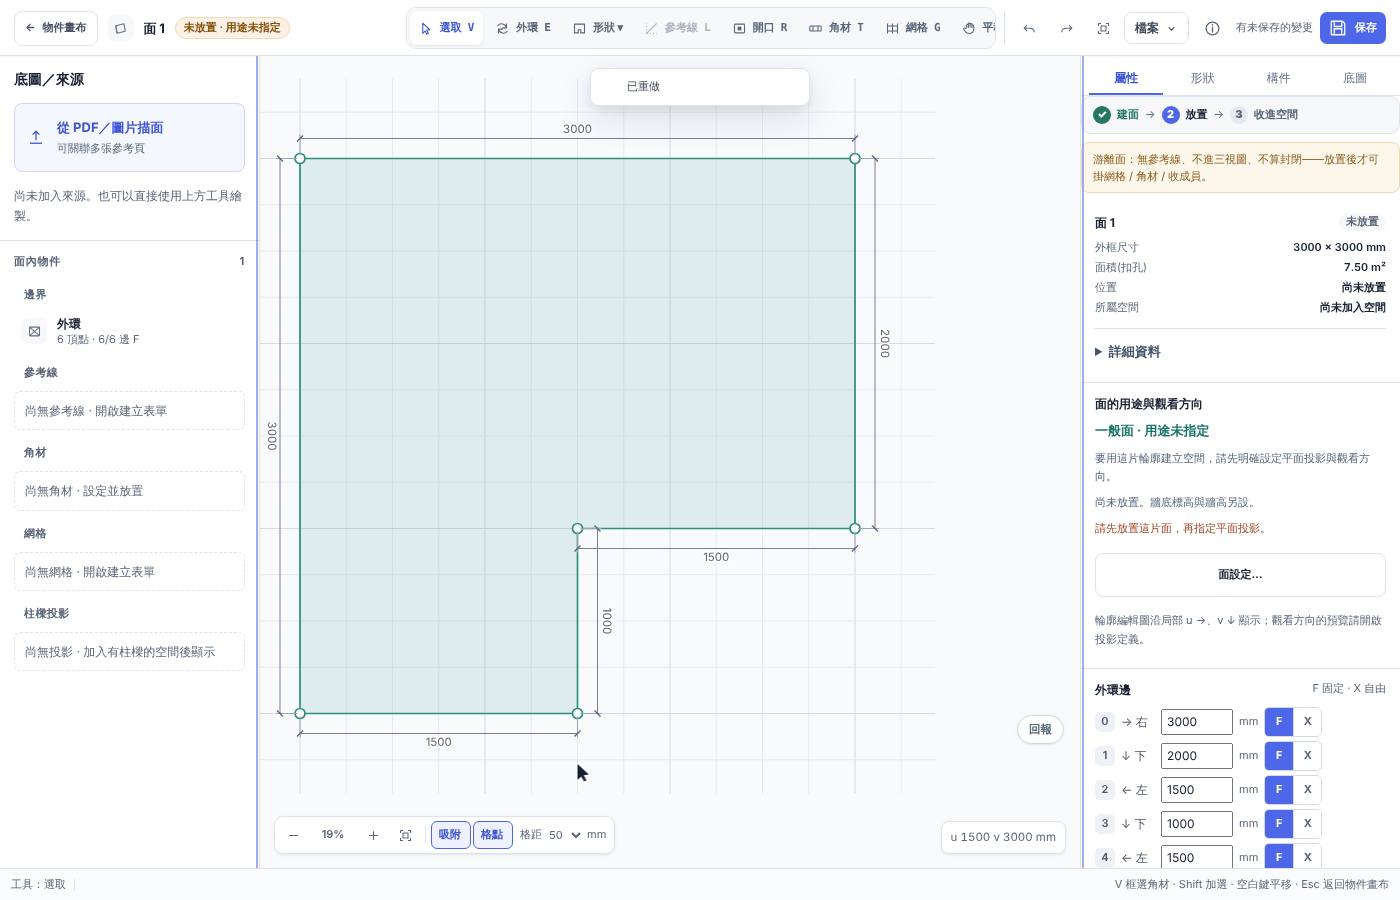 ← 物件畫布
面 1
未放置 · 用途未指定
選取 V
外環 E
形狀 ▾
參考線 L
開口 R
角材 T
網格 G
檔案
有未保存的變更
保存
底圖／來源
從 PDF／圖片描面
可關聯多張參考頁
尚未加入來源。也可以直接使用上方工具繪
製。
面內物件 1
邊界
外環
6 頂點 · 6/6 邊 F
參考線
尚無參考線 · 開啟建立表單
角材
尚無角材 · 設定並放置
網格
尚無網格 · 開啟建立表單
柱樑投影
尚無投影 · 加入有柱樑的空間後顯示
已重做
3000
2000
3000
1500
1000
1500
回報
19%
吸附
格點
格距 50 mm
u 1500 v 3000 mm
屬性
形狀
構件
底圖
建面 → 2 放置 → 3 收進空間
游離面：無參考線、不進三視圖、不算封閉——放置後才可
掛網格 / 角材 / 收成員。
面 1 未放置
外框尺寸 3000 × 3000 mm
面積(扣孔) 7.50 m²
位置 尚未放置
所屬空間 尚未加入空間
▶ 詳細資料
面的用途與觀看方向
一般面 · 用途未指定
要用這片輪廓建立空間，請先明確設定平面投影與觀看方
向。
尚未放置。牆底標高與牆高另設。
請先放置這片面，再指定平面投影。
面設定...
輪廓編輯圖沿局部 u →、v ↓ 顯示；觀看方向的預覽請開啟
投影定義。
外環邊 F 固定 · X 自由
0 → 右 3000 mm F X
1 ↓ 下 2000 mm F X
2 ← 左 1500 mm F X
3 ↓ 下 1000 mm F X
4 ← 左 1500 mm F X
工具：選取
V 框選角材 · Shift 加選 · 空白鍵平移 · Esc 返回物件畫布